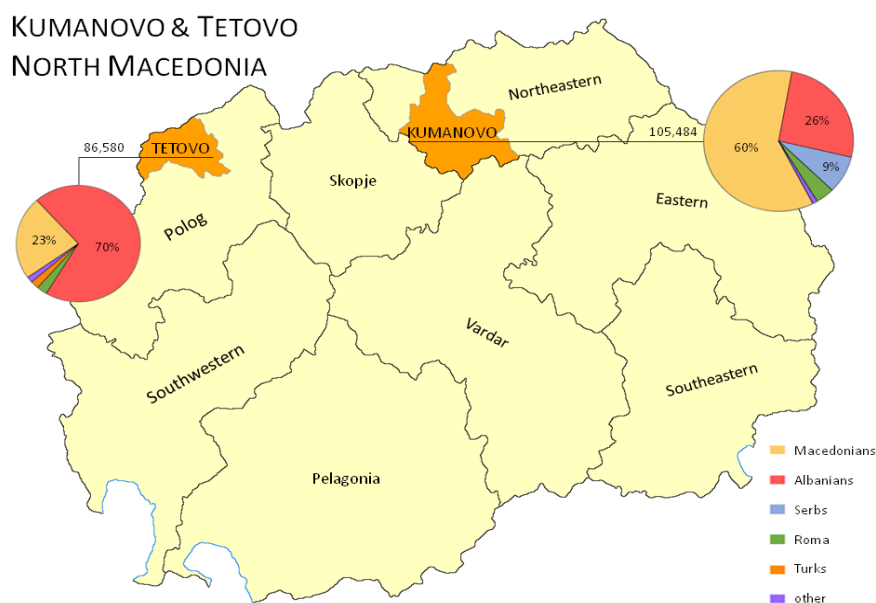 KUMANOVO & TETOVO
NORTH MACEDONIA
Northeastern
26%
KUMANOVO
105,484
86,580
TETOVO
60%
9%
Skopje
Eastern
Polog
23%
70%
Vardar
Southwestern
Southeastern
Pelagonia
Macedonians
Albanians
Serbs
Roma
Turks
other